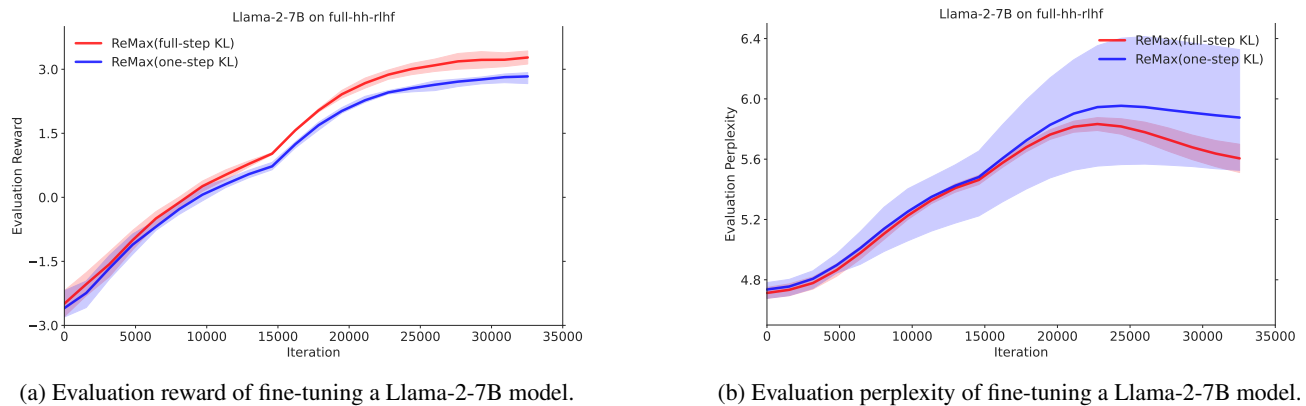 Llama-2-7B on full-hh-rlhf
ReMax(full-step KL)
ReMax(one-step KL)
Evaluation Reward
3.0
1.5
0.0
−1.5
−3.0
0 5000 10000 15000 20000 25000 30000 35000
Iteration
(a) Evaluation reward of fine-tuning a Llama-2-7B model.
Llama-2-7B on full-hh-rlhf
ReMax(full-step KL)
ReMax(one-step KL)
Evaluation Perplexity
6.4
6.0
5.6
5.2
4.8
0 5000 10000 15000 20000 25000 30000 35000
Iteration
(b) Evaluation perplexity of fine-tuning a Llama-2-7B model.